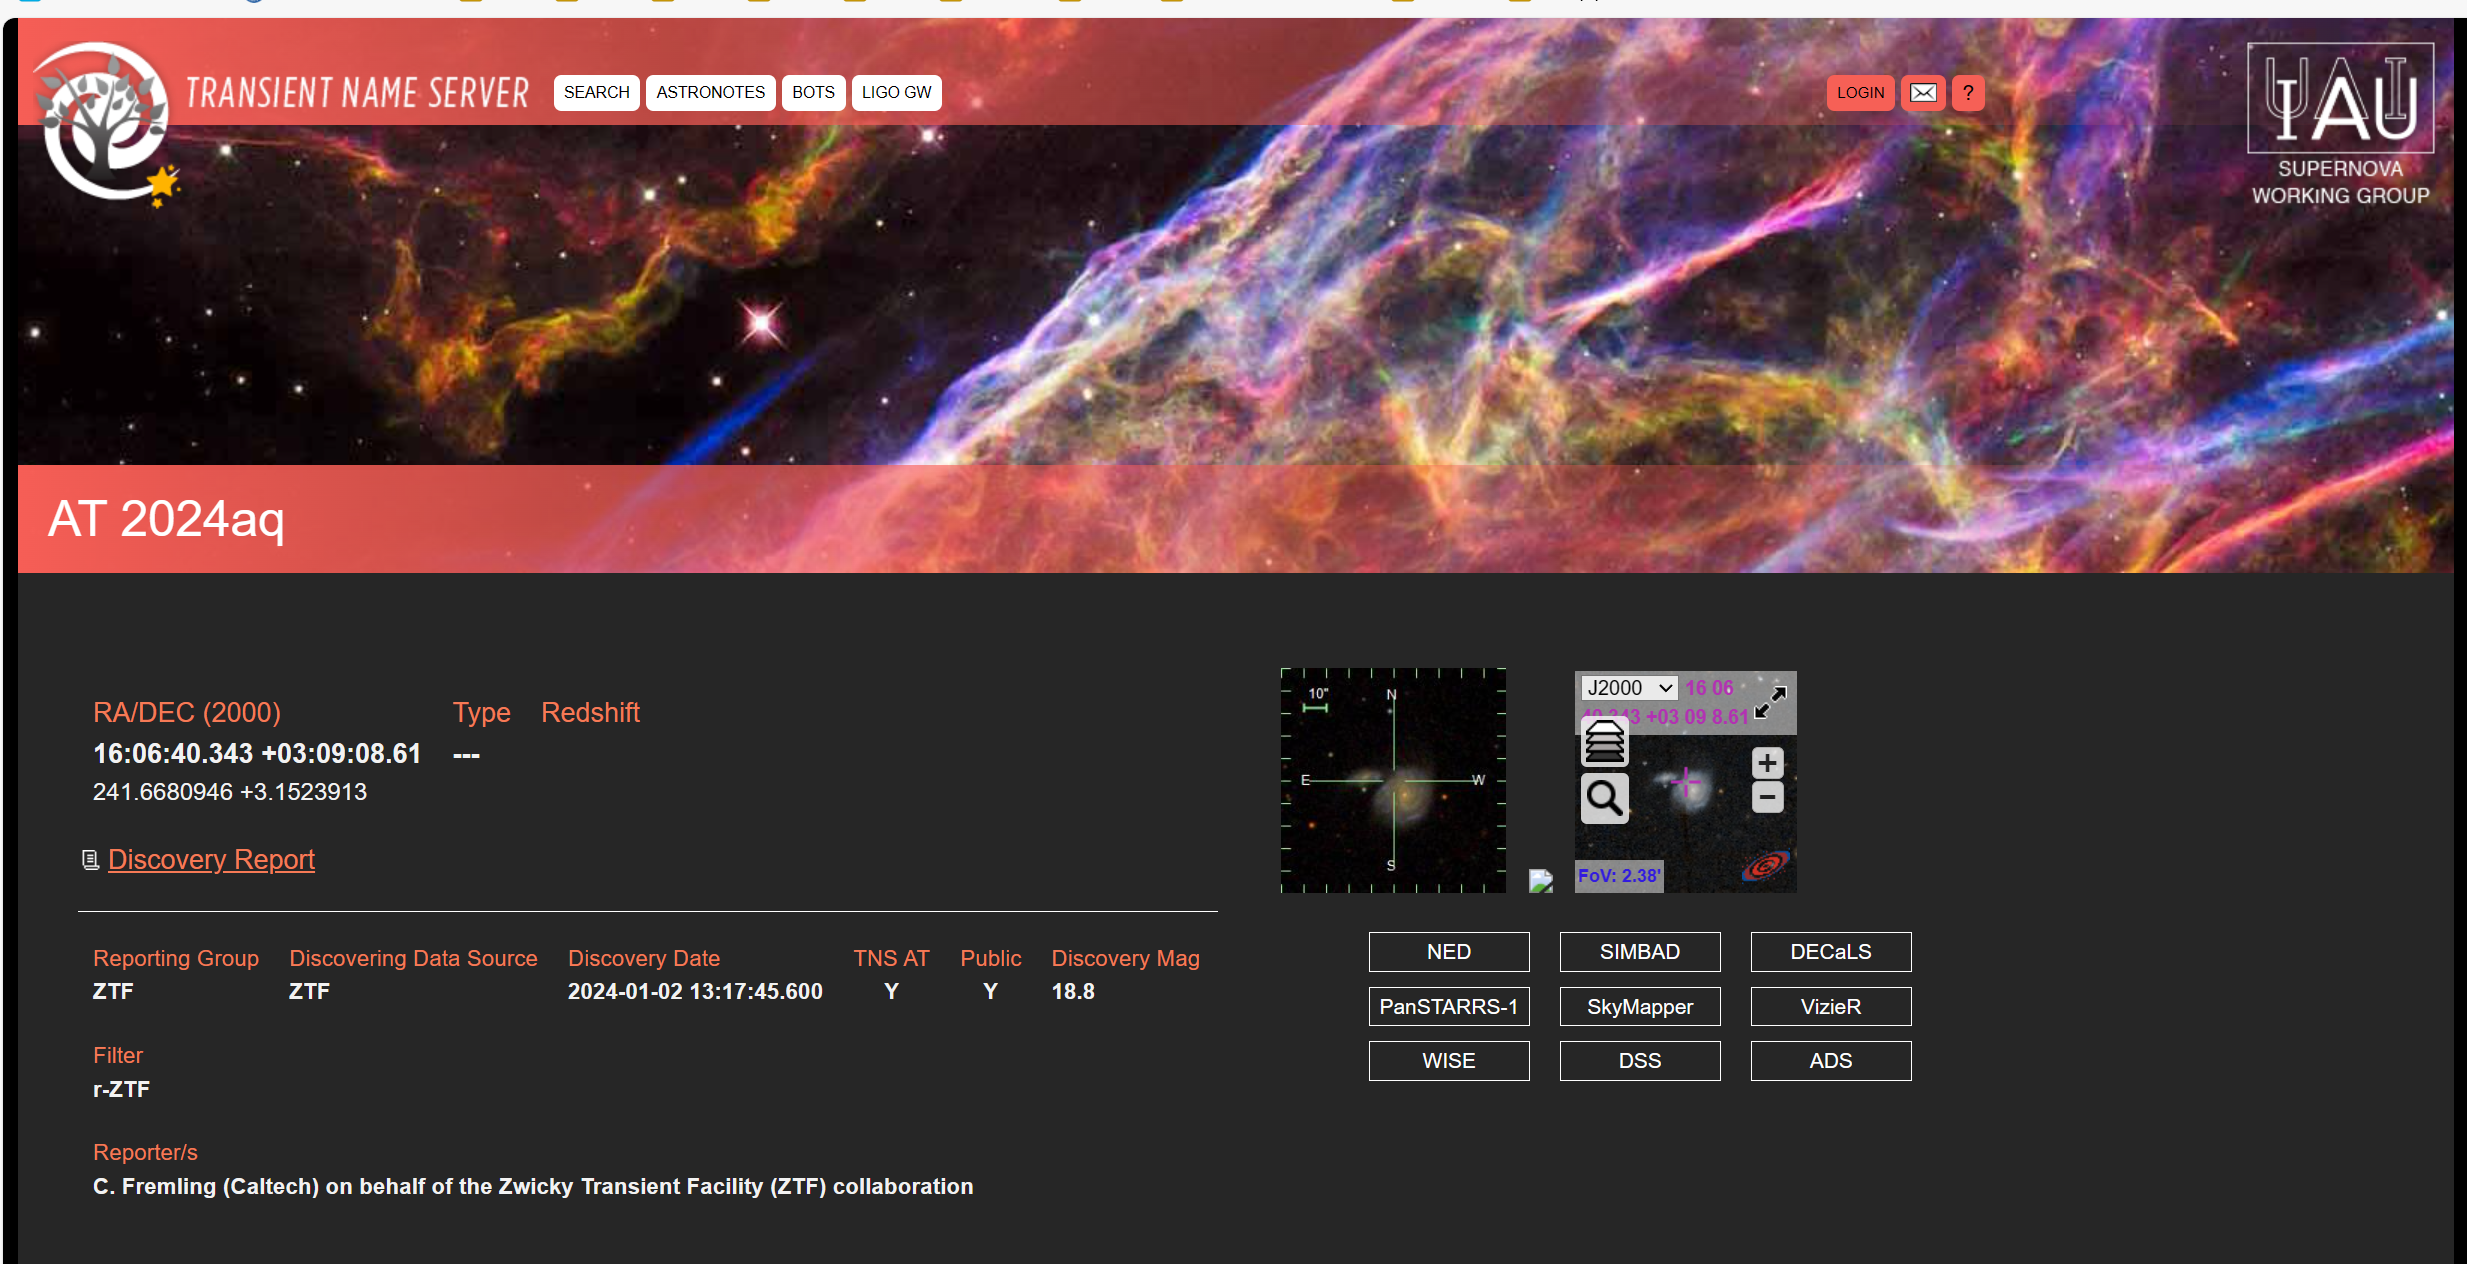 TRANSIENT NAME SERVER SEARCH ASTRONOTES BOTS LIGO GW LOGIN ?
IAU
SUPERNOVA
WORKING GROUP
AT 2024aq
RA/DEC (2000) Type Redshift
16:06:40.343 +03:09:08.61 ---
241.6680946 +3.1523913
Discovery Report
10"
N
E
W
S
J2000 16 06
40.343 +03 09 8.61
+
−
FoV: 2.38'
Reporting Group Discovering Data Source Discovery Date TNS AT Public Discovery Mag
ZTF ZTF 2024-01-02 13:17:45.600 Y Y 18.8
Filter
r-ZTF
Reporter/s
C. Fremling (Caltech) on behalf of the Zwicky Transient Facility (ZTF) collaboration
NED SIMBAD DECaLS
PanSTARRS-1 SkyMapper VizieR
WISE DSS ADS